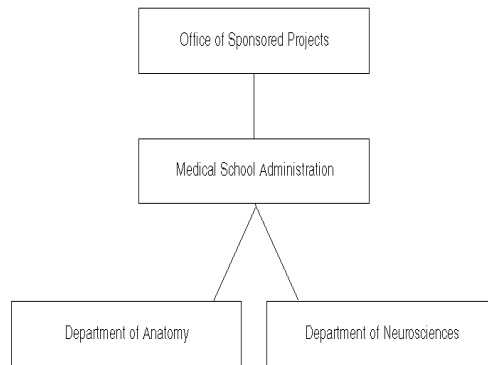 Office of Sponsored Projects
Medical School Administration
Department of Anatomy
Department of Neurosciences